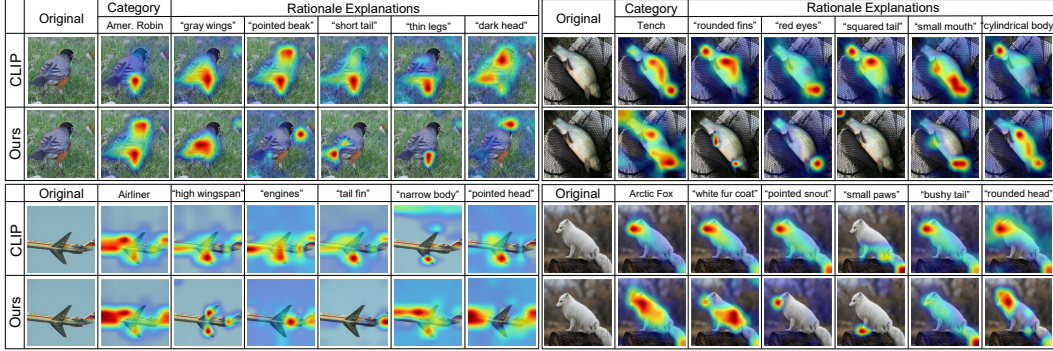 Original
Category
Rationale Explanations
Amer. Robin
"gray wings"
"pointed beak"
"short tail"
"thin legs"
"dark head"
CLIP
Ours
Original
Category
Rationale Explanations
Tench
"rounded fins"
"red eyes"
"squared tail"
"small mouth"
"cylindrical body
Original
Airliner
"high wingspan"
"engines"
"tail fin"
"narrow body"
"pointed head"
CLIP
Ours
Original
Arctic Fox
"white fur coat"
"pointed snout"
"small paws"
"bushy tail"
"rounded head"